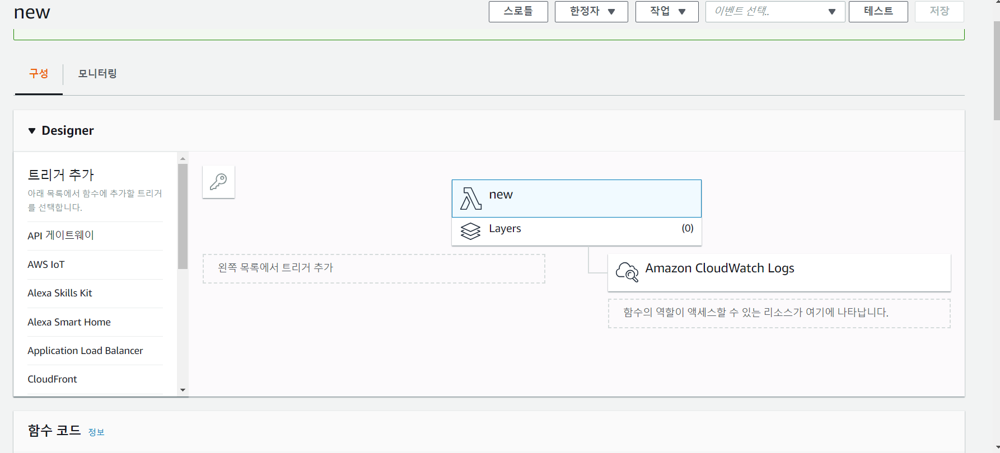 new
스로틀
한정자
작업
이벤트 선택..
테스트
저장
구성
모니터링
Designer
트리거 추가
아래 목록에서 함수에 추가할 트리거
를 선택합니다.
API 게이트웨이
AWS IoT
Alexa Skills Kit
Alexa Smart Home
Application Load Balancer
CloudFront
new
Layers
(0)
왼쪽 목록에서 트리거 추가
Amazon CloudWatch Logs
함수의 역할이 액세스할 수 있는 리소스가 여기에 나타납니다.
함수 코드 정보